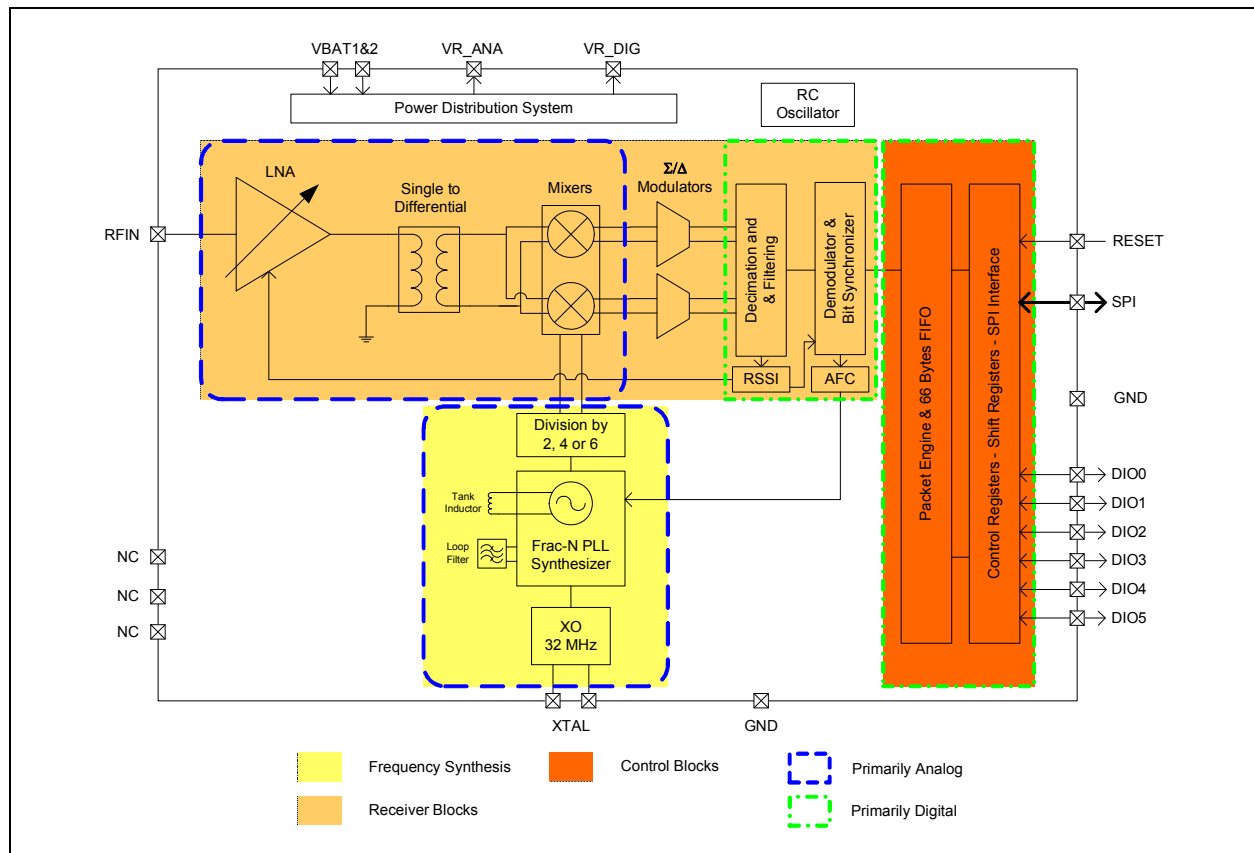 VBAT1&2
VR_ANA
VR_DIG
Power Distribution System
RC
Oscillator
LNA
Single to
Differential
Mixers
Σ/Δ
Modulators
RFIN
Decimation and
& Filtering
Demodulator &
Bit Synchronizer
RSSI
AFC
Packet Engine & 66 Bytes FIFO
Control Registers - Shift Registers - SPI Interface
RESET
SPI
GND
Division by
2, 4 or 6
Tank
Inductor
Loop
Filter
Frac-N PLL
Synthesizer
XO
32 MHz
DIO0
DIO1
DIO2
DIO3
DIO4
DIO5
NC
NC
NC
XTAL
GND
Frequency Synthesis
Control Blocks
Primarily Analog
Receiver Blocks
Primarily Digital